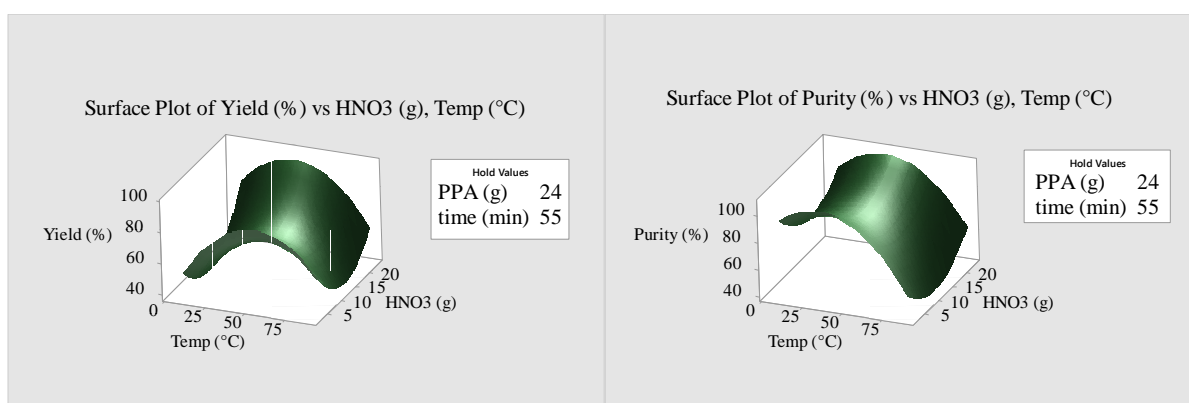 Surface Plot of Yield (%) vs HNO3 (g), Temp (°C)
Hold Values
PPA (g) 24
time (min) 55
100
80
60
40
Yield (%)
0
25
50
75
Temp (°C)
5
10
15
20
HNO3 (g)
Surface Plot of Purity (%) vs HNO3 (g), Temp (°C)
Hold Values
PPA (g) 24
time (min) 55
100
80
60
40
Purity (%)
0
25
50
75
Temp (°C)
5
10
15
20
HNO3 (g)